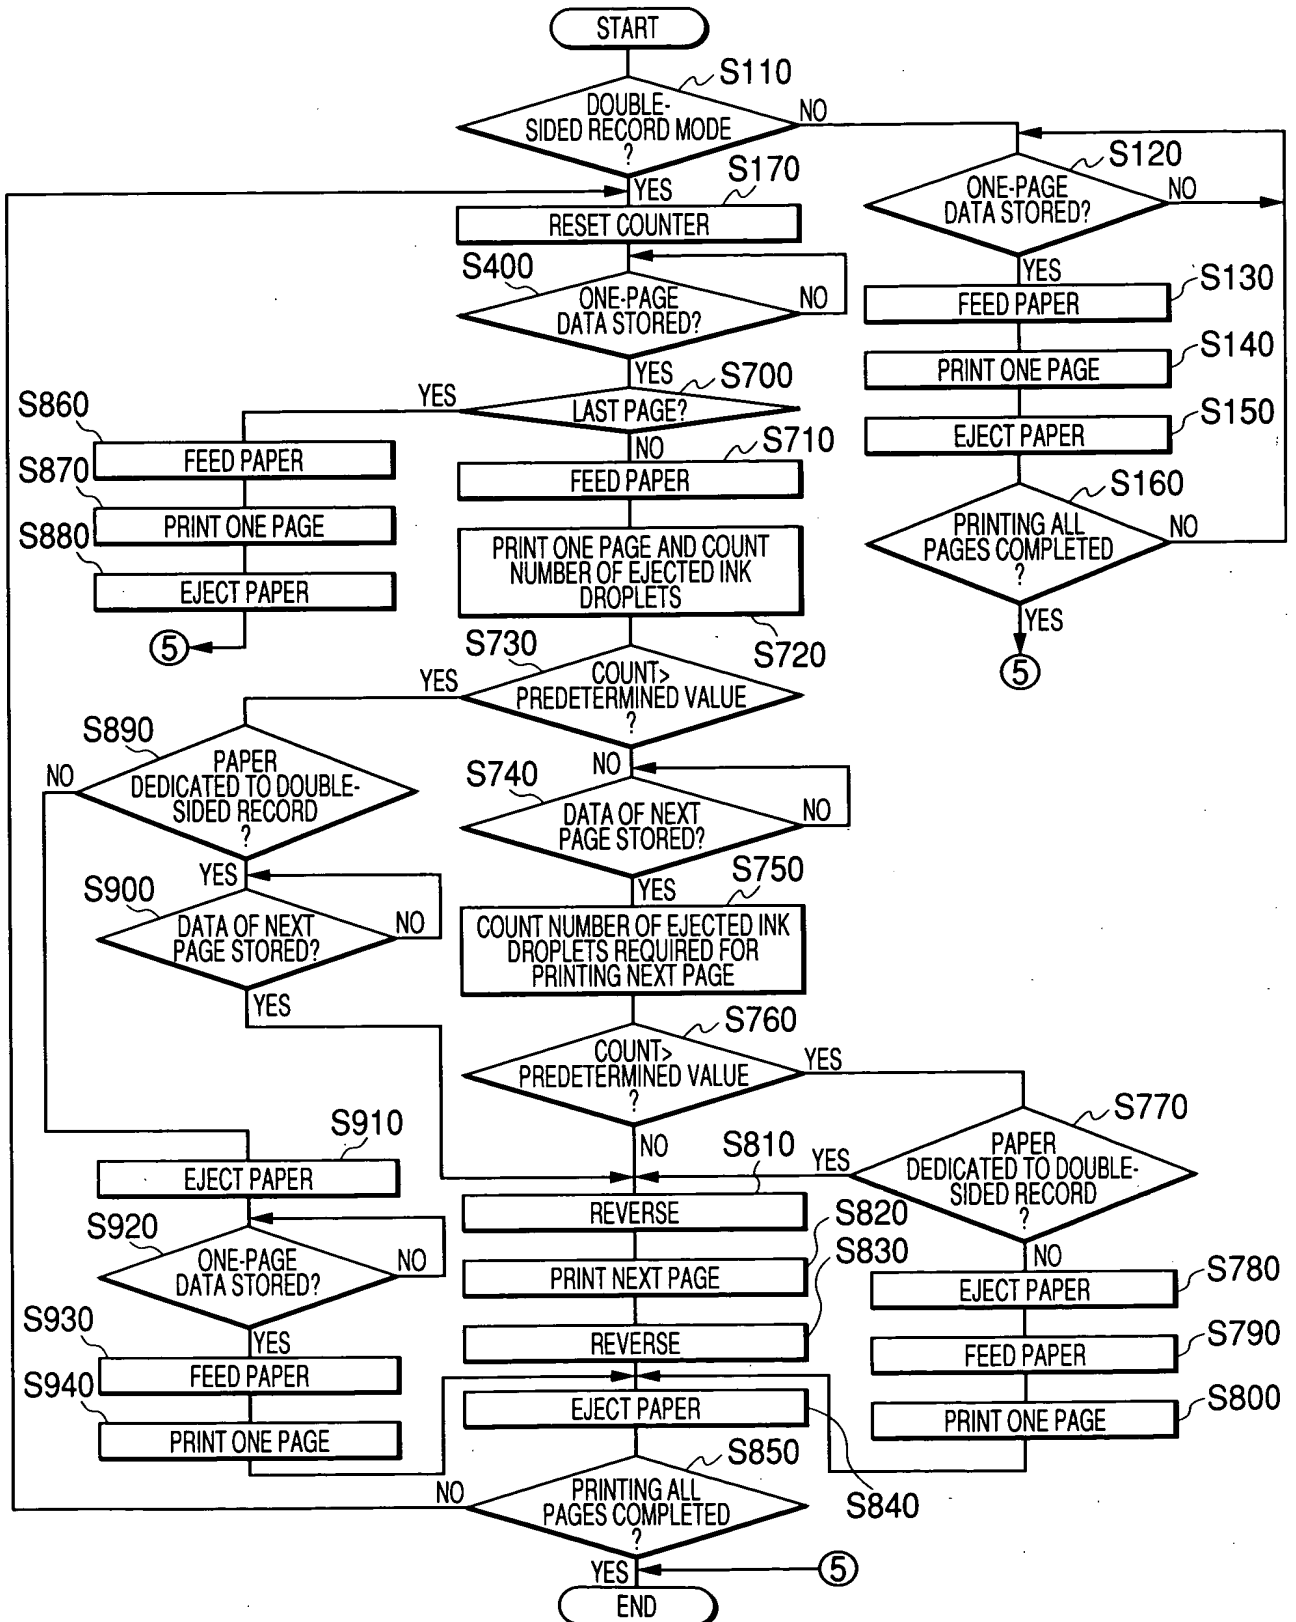 START
S110
DOUBLE-
SIDED RECORD MODE
?
NO
YES
S120
ONE-PAGE
DATA STORED?
NO
YES
S170
RESET COUNTER
S400
ONE-PAGE
DATA STORED?
NO
YES
S130
FEED PAPER
S140
PRINT ONE PAGE
S150
EJECT PAPER
S160
PRINTING ALL
PAGES COMPLETED
?
NO
YES
5
S700
LAST PAGE?
YES
NO
S860
FEED PAPER
S870
PRINT ONE PAGE
S880
EJECT PAPER
5
S710
FEED PAPER
PRINT ONE PAGE AND COUNT
NUMBER OF EJECTED INK
DROPLETS
S720
S730
COUNT>
PREDETERMINED VALUE
?
YES
NO
S890
PAPER
DEDICATED TO DOUBLE-
SIDED RECORD
?
NO
YES
S740
DATA OF NEXT
PAGE STORED?
NO
YES
S900
DATA OF NEXT
PAGE STORED?
NO
YES
S750
COUNT NUMBER OF EJECTED INK
DROPLETS REQUIRED FOR
PRINTING NEXT PAGE
S760
COUNT>
PREDETERMINED VALUE
?
YES
NO
S770
PAPER
DEDICATED TO DOUBLE-
SIDED RECORD
?
YES
NO
S810
REVERSE
S820
PRINT NEXT PAGE
S830
REVERSE
S910
EJECT PAPER
S920
ONE-PAGE
DATA STORED?
NO
YES
S930
FEED PAPER
S940
PRINT ONE PAGE
S780
EJECT PAPER
S790
FEED PAPER
S800
PRINT ONE PAGE
EJECT PAPER
S840
S850
PRINTING ALL
PAGES COMPLETED
?
NO
YES
5
END